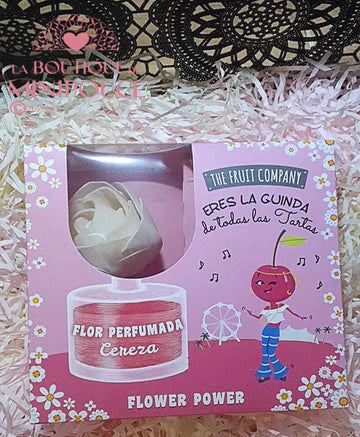 LA BOUTIQUE
THE FRUIT COMPANY
ERES LA GUINDA
de todas las Tartas
FLOR PERFUMADA
Cereza
FLOWER POWER